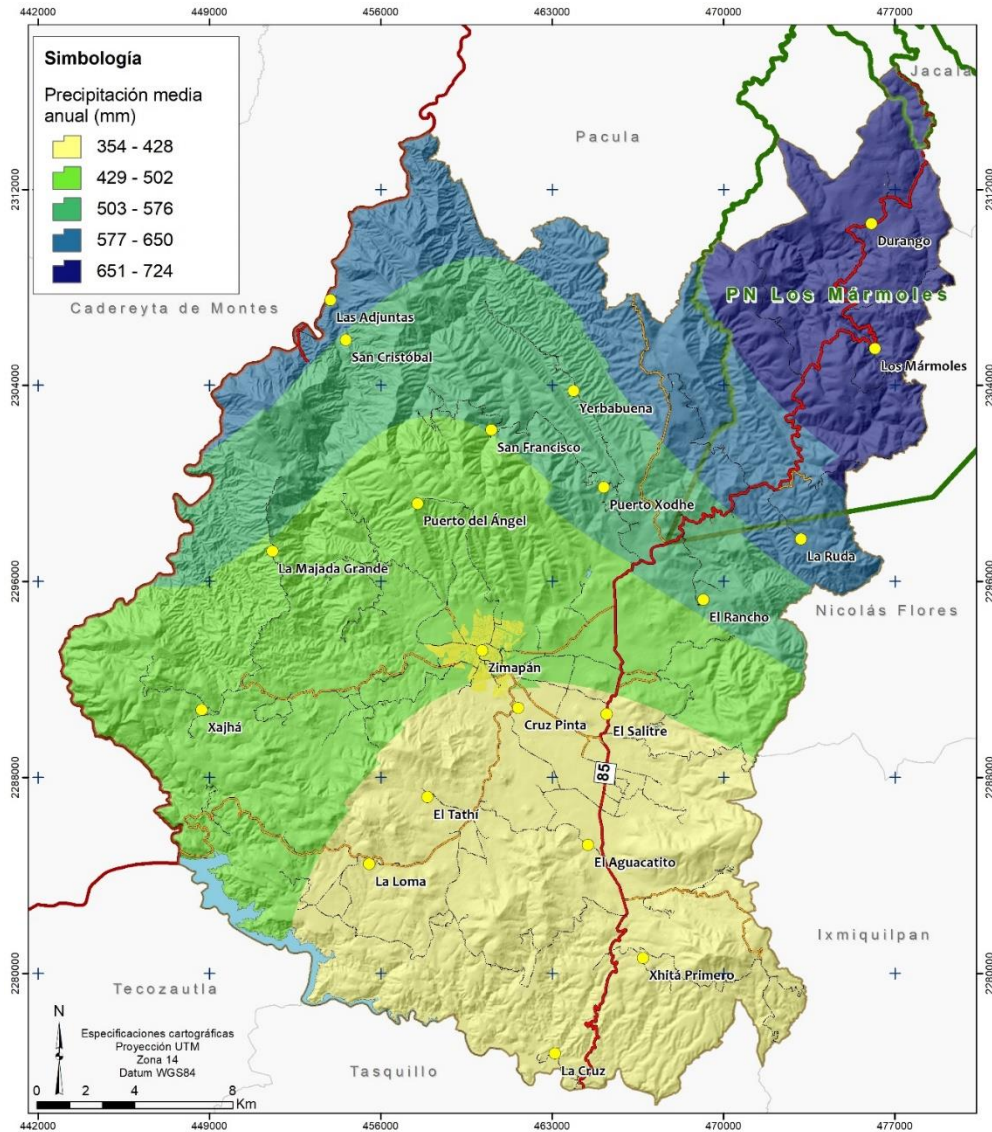 442000 449000 456000 463000 470000 477000
Simbología
Precipitación media
anual (mm)
354 - 428
429 - 502
503 - 576
577 - 650
651 - 724
Jacala
Pacula
2312000
2312000
Durango
PN Los Mármoles
Cadereyta de Montes
Las Adjuntas
San Cristóbal
Los Mármoles
2304000
2304000
Yerbabuena
San Francisco
Puerto Xodhe
Puerto del Ángel
La Ruda
La Majada Grande
2296000
2296000
El Rancho
Nicolás Flores
Zimapán
Xajhá
Cruz Pinta
El Salitre
2288000
2288000
85
El Tathí
El Aguacatito
La Loma
Ixmiquilpan
Xhitá Primero
2280000
2280000
Tecozautla
N
Especificaciones cartográficas
Proyección UTM
Zona 14
Datum WGS84
0 2 4 8
Km
La Cruz
Tasquillo
442000 449000 456000 463000 470000 477000